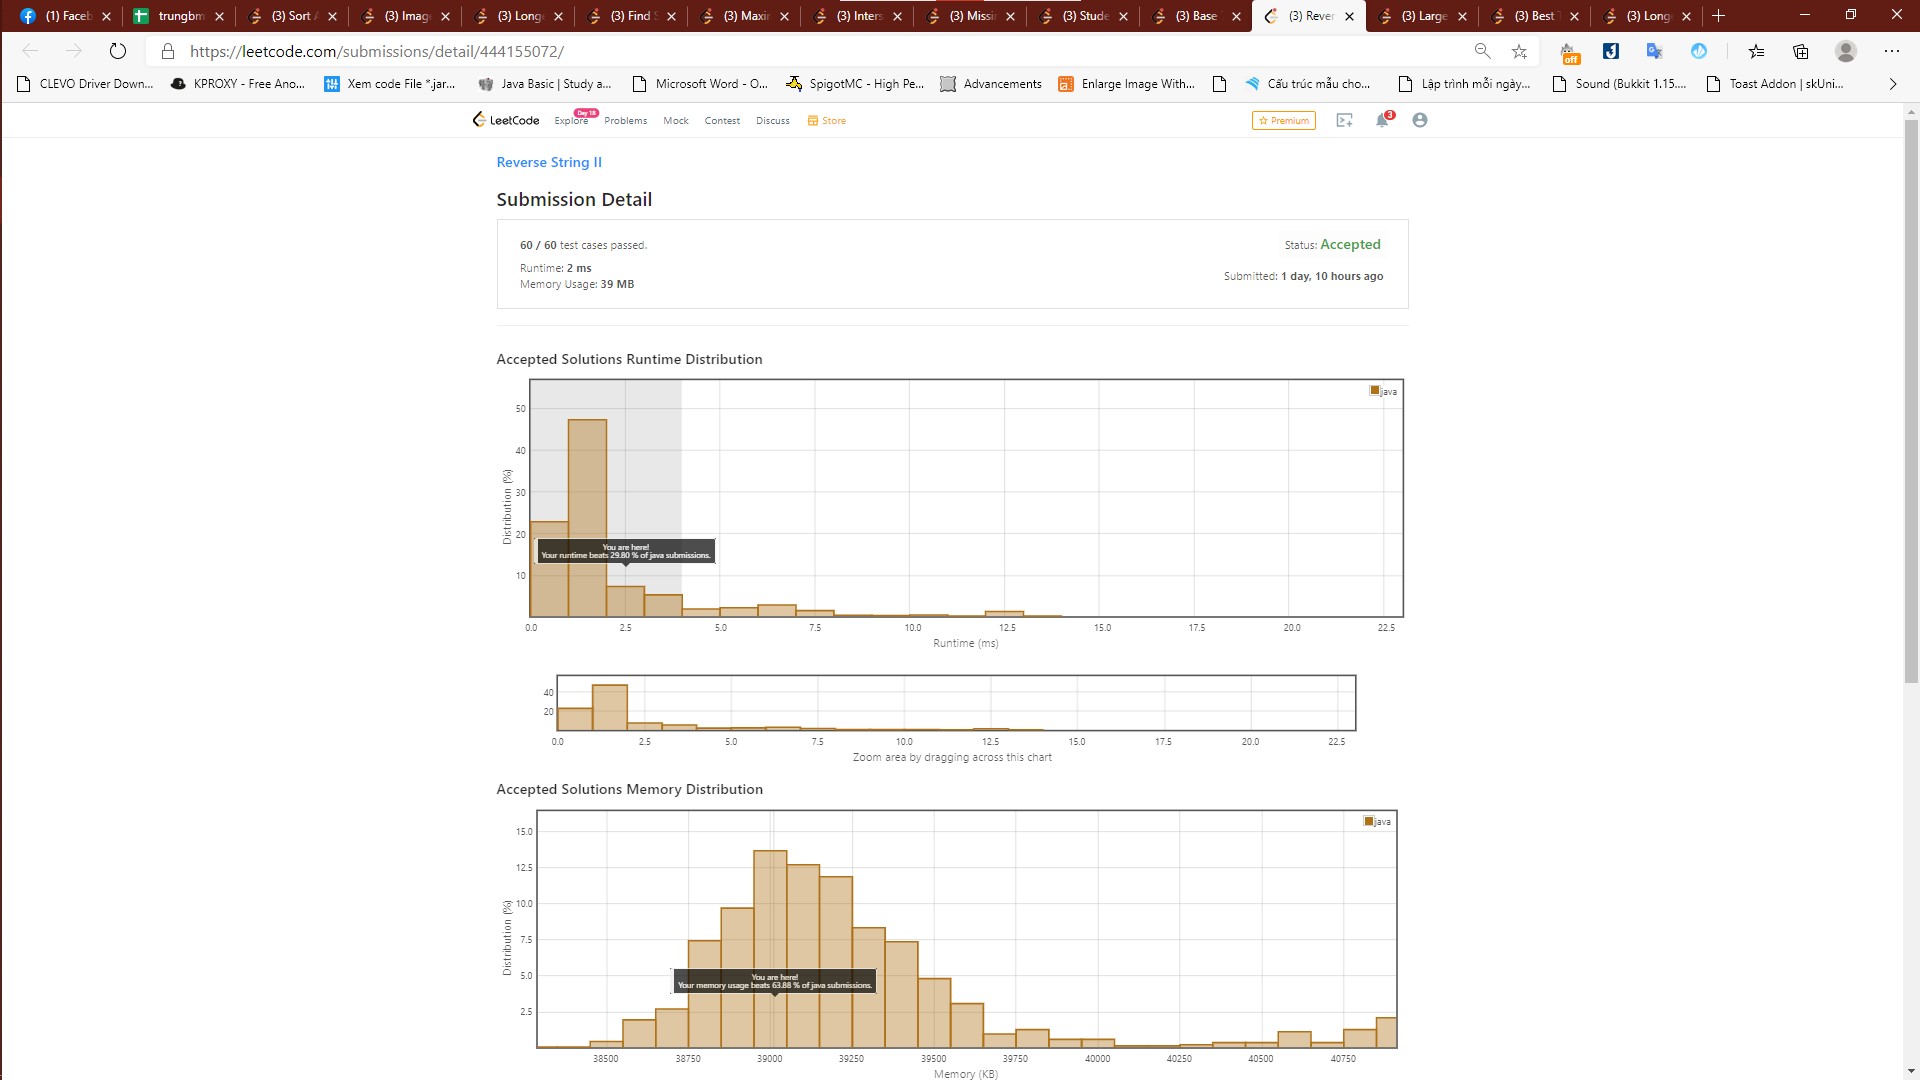 (1) Faceb
trungbm
(3) Sort A
(3) Image
(3) Longe
(3) Find S
(3) Maxim
(3) Inters
(3) Missin
(3) Stude
(3) Base
(3) Rever
(3) Large
(3) Best T
(3) Long
https://leetcode.com/submissions/detail/444155072/
off
CLEVO Driver Down...
KPROXY - Free Ano...
Xem code File *.jar...
Java Basic | Study a...
Microsoft Word - O...
SpigotMC - High Pe...
Advancements
Enlarge Image With...
Cấu trúc mẫu cho...
Lập trình mỗi ngày...
Sound (Bukkit 1.15....
Toast Addon | skUni...
LeetCode
Explore
Day 18
Problems
Mock
Contest
Discuss
Store
Premium
3
Reverse String II
Submission Detail
60 / 60 test cases passed.
Status: Accepted
Runtime: 2 ms
Submitted: 1 day, 10 hours ago
Memory Usage: 39 MB
Accepted Solutions Runtime Distribution
java
50
40
30
20
10
Distribution (%)
You are here!
Your runtime beats 29.80 % of java submissions.
0.0 2.5 5.0 7.5 10.0 12.5 15.0 17.5 20.0 22.5
Runtime (ms)
40
20
0.0 2.5 5.0 7.5 10.0 12.5 15.0 17.5 20.0 22.5
Zoom area by dragging across this chart
Accepted Solutions Memory Distribution
java
15.0
12.5
10.0
7.5
5.0
2.5
Distribution (%)
You are here!
Your memory usage beats 63.88 % of java submissions.
38500 38750 39000 39250 39500 39750 40000 40250 40500 40750
Memory (KB)